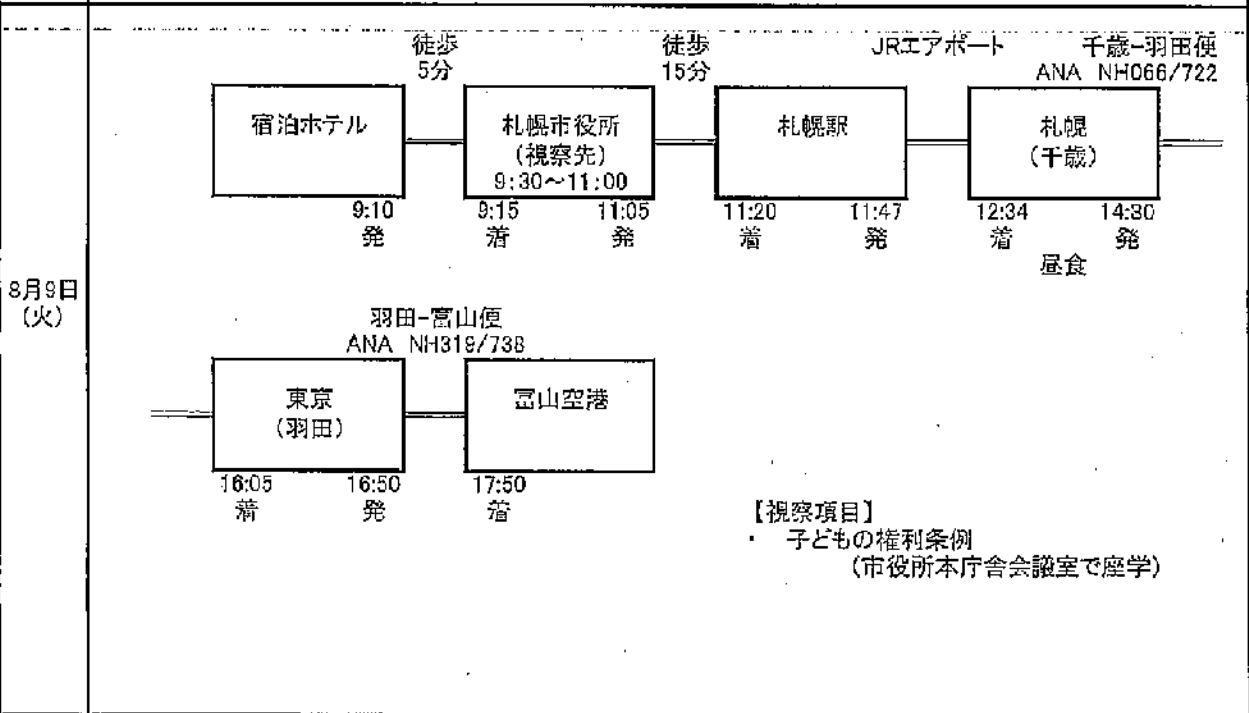 8月9日
(火)
徒歩
5分
徒歩
15分
JRエアポート
千歳-羽田便
ANA NH066/722
宿泊ホテル
札幌市役所
(視察先)
9:30~11:00
札幌駅
札幌
(千歳)
9:10
発
9:15
着
11:05
発
11:20
着
11:47
発
12:34
着
14:30
発
昼食
羽田-富山便
ANA NH319/738
東京
(羽田)
富山空港
16:05
着
16:50
発
17:50
着
【視察項目】
・ 子どもの権利条例
(市役所本庁舎会議室で座学)